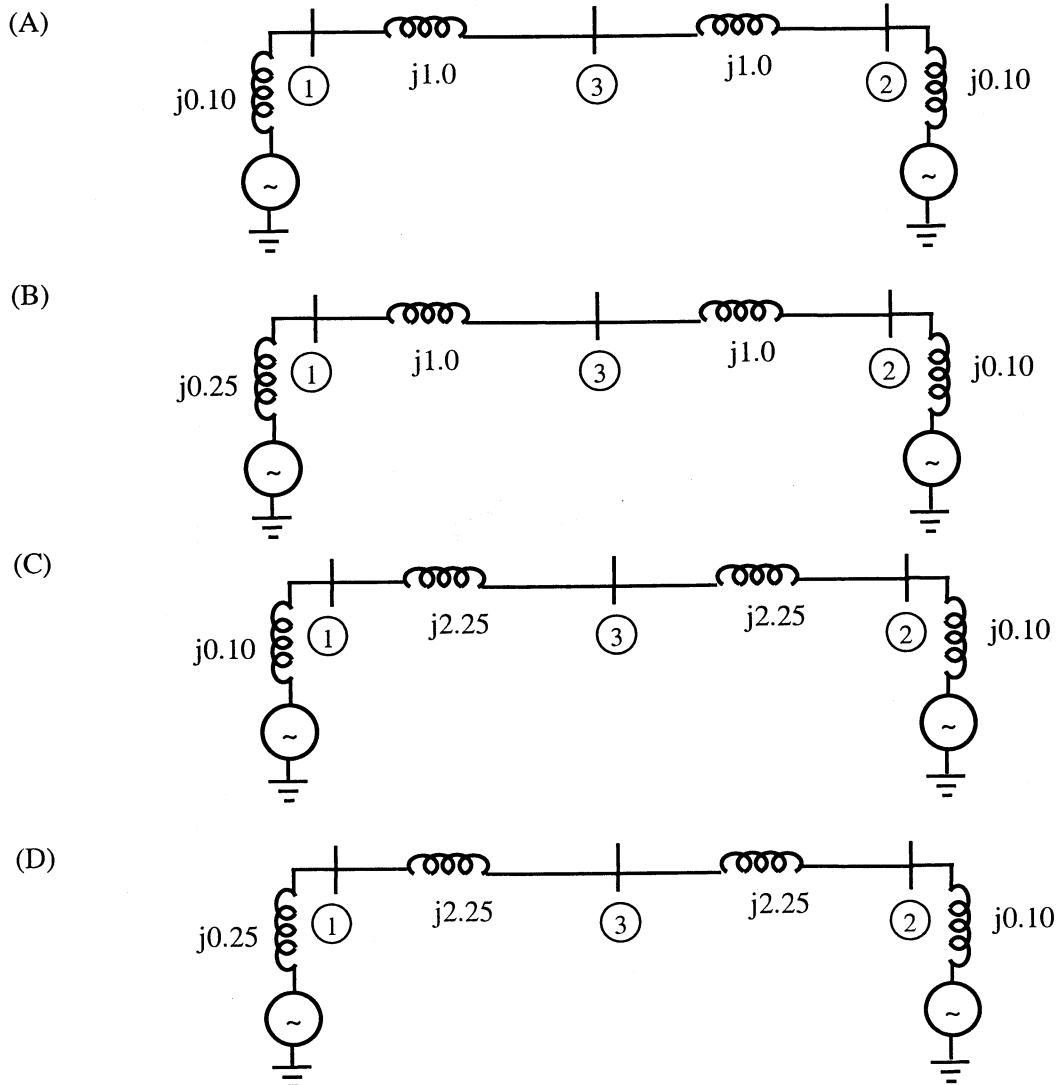 (A)
j0.10 1 j1.0 3 j1.0 2 j0.10
~ ~
(B)
j0.25 1 j1.0 3 j1.0 2 j0.10
~ ~
(C)
j0.10 1 j2.25 3 j2.25 2 j0.10
~ ~
(D)
j0.25 1 j2.25 3 j2.25 2 j0.10
~ ~